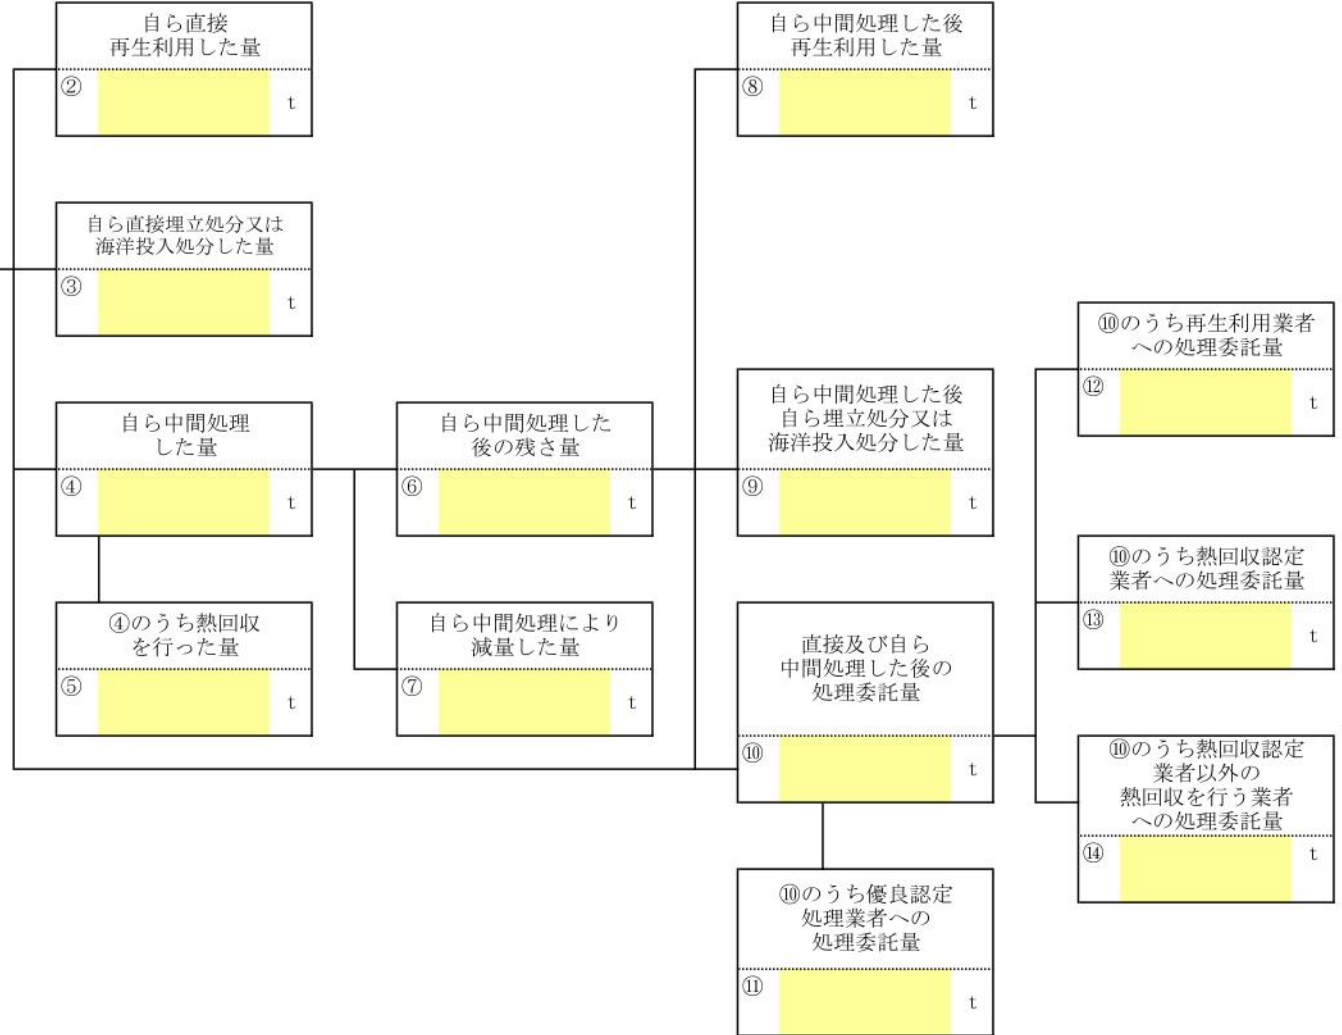 自ら直接
再生利用した量
②
t
自ら直接埋立処分又は
海洋投入処分した量
③
t
自ら中間処理
した量
④
t
④のうち熱回収
を行った量
⑤
t
自ら中間処理した
後の残さ量
⑥
t
自ら中間処理により
減量した量
⑦
t
自ら中間処理した後
再生利用した量
⑧
t
自ら中間処理した後
自ら埋立処分又は
海洋投入処分した量
⑨
t
直接及び自ら
中間処理した後の
処理委託量
⑩
t
⑩のうち優良認定
処理業者への
処理委託量
⑪
t
⑩のうち再生利用業者
への処理委託量
⑫
t
⑩のうち熱回収認定
業者への処理委託量
⑬
t
⑩のうち熱回収認定
業者以外の
熱回収を行う業者
への処理委託量
⑭
t